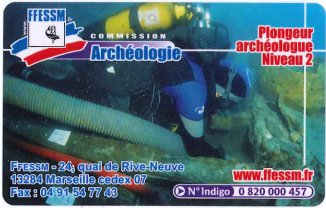 FFESSM
www.
COMMISSION
Archéologie
Plongeur
archéologue
Niveau 2
FFESSM - 24, quai de Rive-Neuve
13284 Marseille cedex 07
Fax : 04 91 54 77 43
www.ffessm.fr
N°Indigo 0 820 000 457